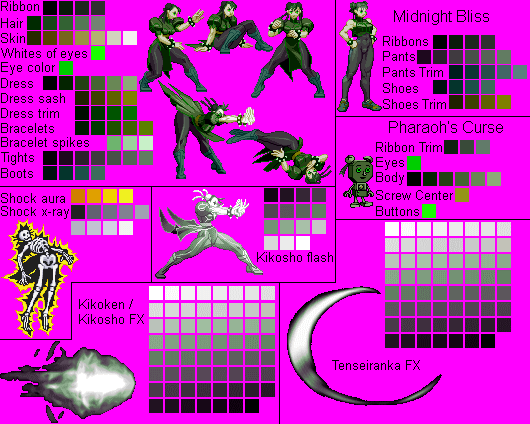 Ribbon
Hair
Skin
Whites of eyes
Eye color
Dress
Dress sash
Dress trim
Bracelets
Bracelet spikes
Tights
Boots
Midnight Bliss
Ribbons
Pants
Pants Trim
Shoes
Shoes Trim
Pharaoh's Curse
Ribbon Trim
Eyes
Body
Screw Center
Buttons
Shock aura
Shock x-ray
Kikosho flash
Kikoken /
Kikosho FX
Tenseiranka FX